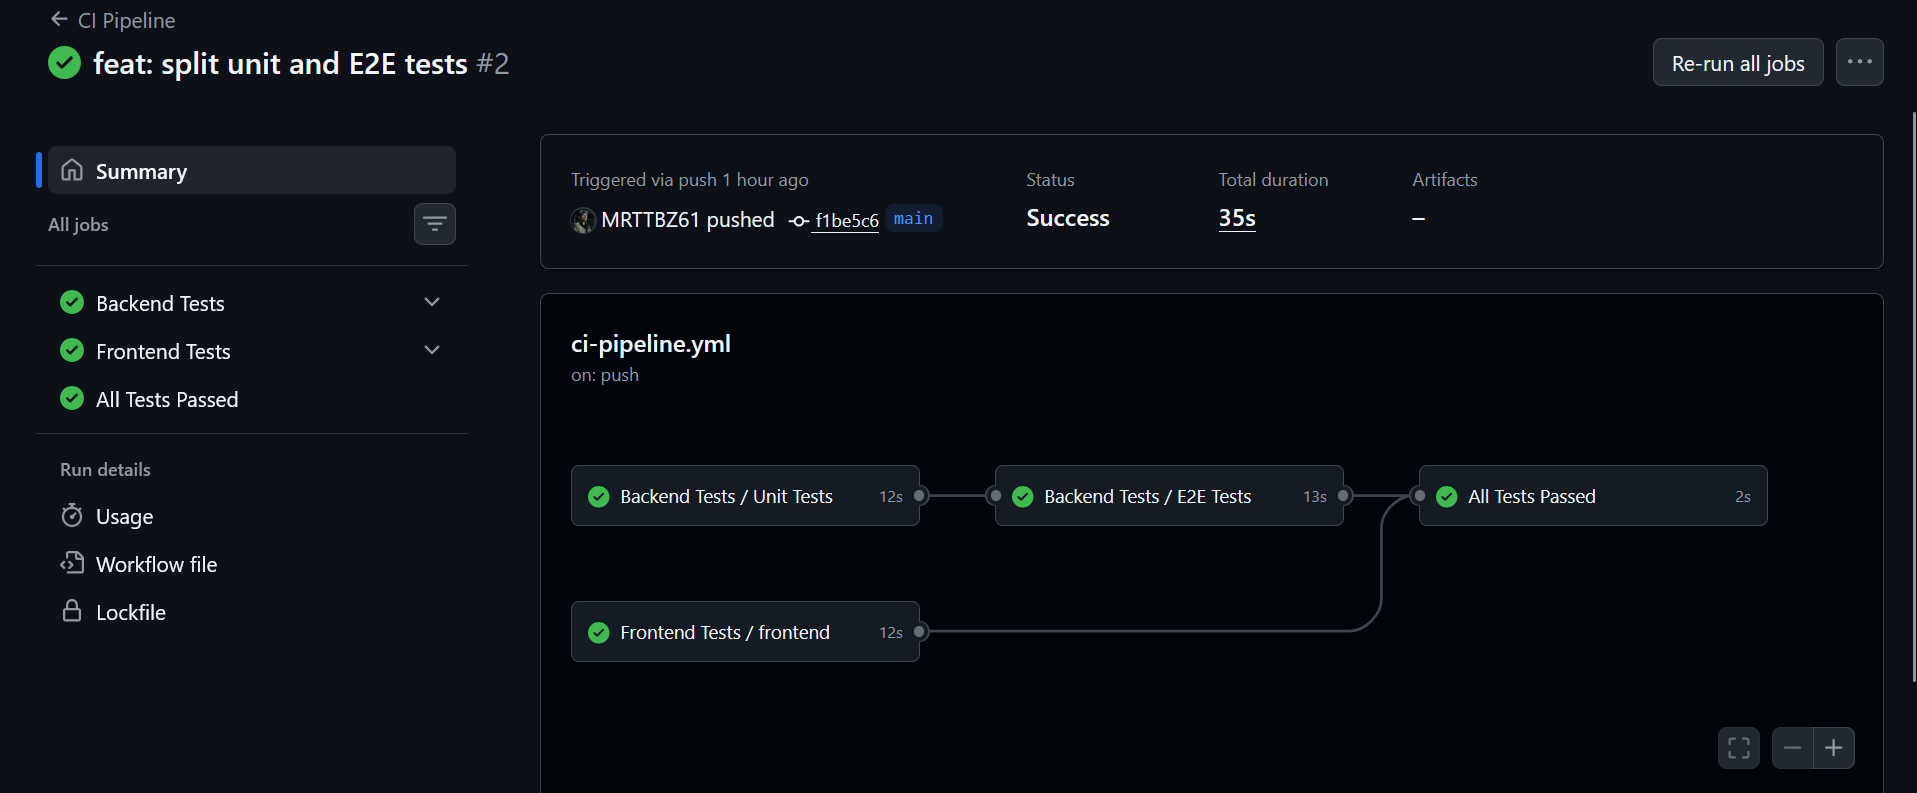 CI Pipeline
feat: split unit and E2E tests #2
Re-run all jobs
Summary
All jobs
Backend Tests
Frontend Tests
All Tests Passed
Run details
Usage
Workflow file
Lockfile
Triggered via push 1 hour ago
MRTTBZ61 pushed f1be5c6 main
Status
Success
Total duration
35s
Artifacts
–
ci-pipeline.yml
on: push
Backend Tests / Unit Tests 12s
Backend Tests / E2E Tests 13s
All Tests Passed 2s
Frontend Tests / frontend 12s